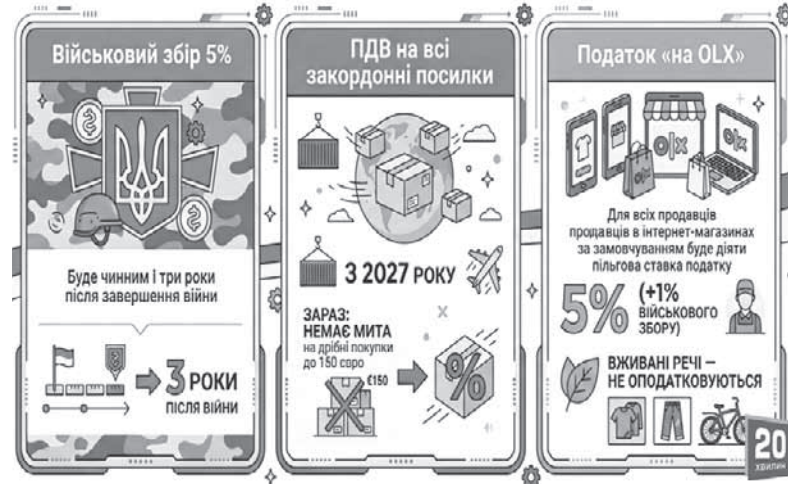 Військовий збір 5%
Буде чинним і три роки
після завершення війни
3 РОКИ
ПІСЛЯ ВІЙНИ
ПДВ на всі
закордонні посилки
З 2027 РОКУ
ЗАРАЗ:
НЕМАЄ МИТА
на дрібні покупки
до 150 євро
€150
%
Податок «на OLX»
olx
olx
Для всіх продавців
продавців в інтернет-магазинах
за замовчуванням буде діяти
пільгова ставка податку
5% (+1%
ВІЙСЬКОВОГО
ЗБОРУ)
ВЖИВАНІ РЕЧІ —
НЕ ОПОДАТКОВУЮТЬСЯ
20
ХВИЛИН